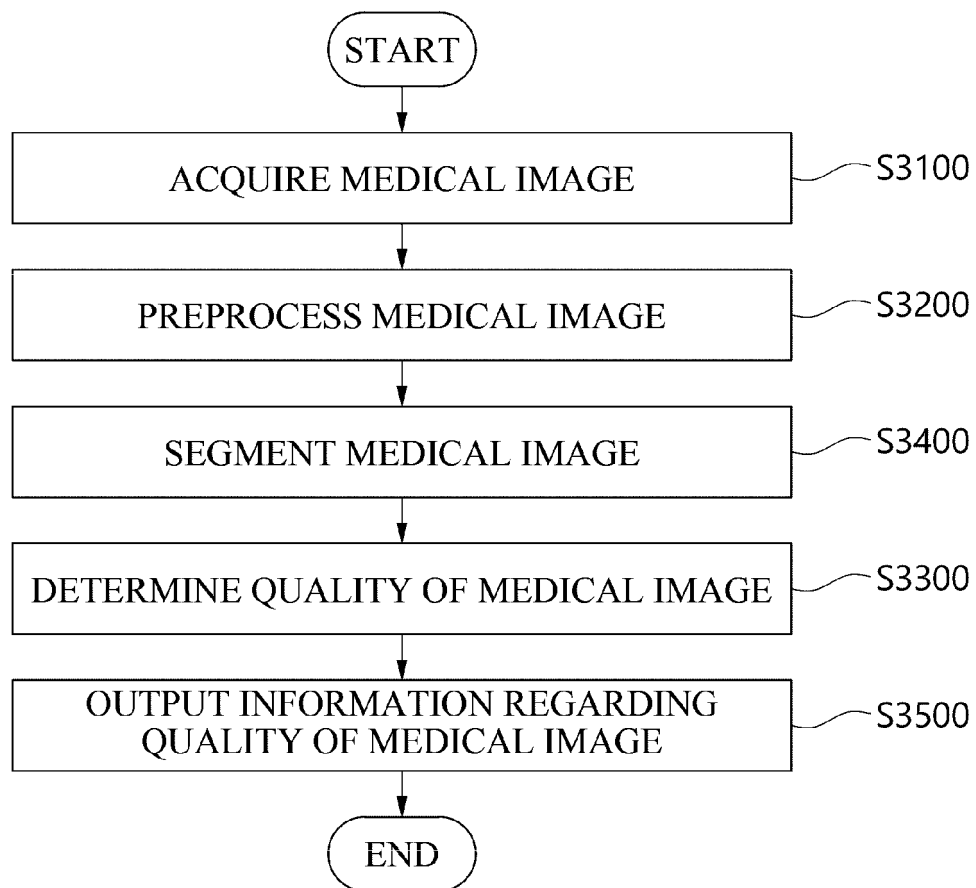 START
ACQUIRE MEDICAL IMAGE
S3100
PREPROCESS MEDICAL IMAGE
S3200
SEGMENT MEDICAL IMAGE
S3400
DETERMINE QUALITY OF MEDICAL IMAGE
S3300
OUTPUT INFORMATION REGARDING
QUALITY OF MEDICAL IMAGE
S3500
END